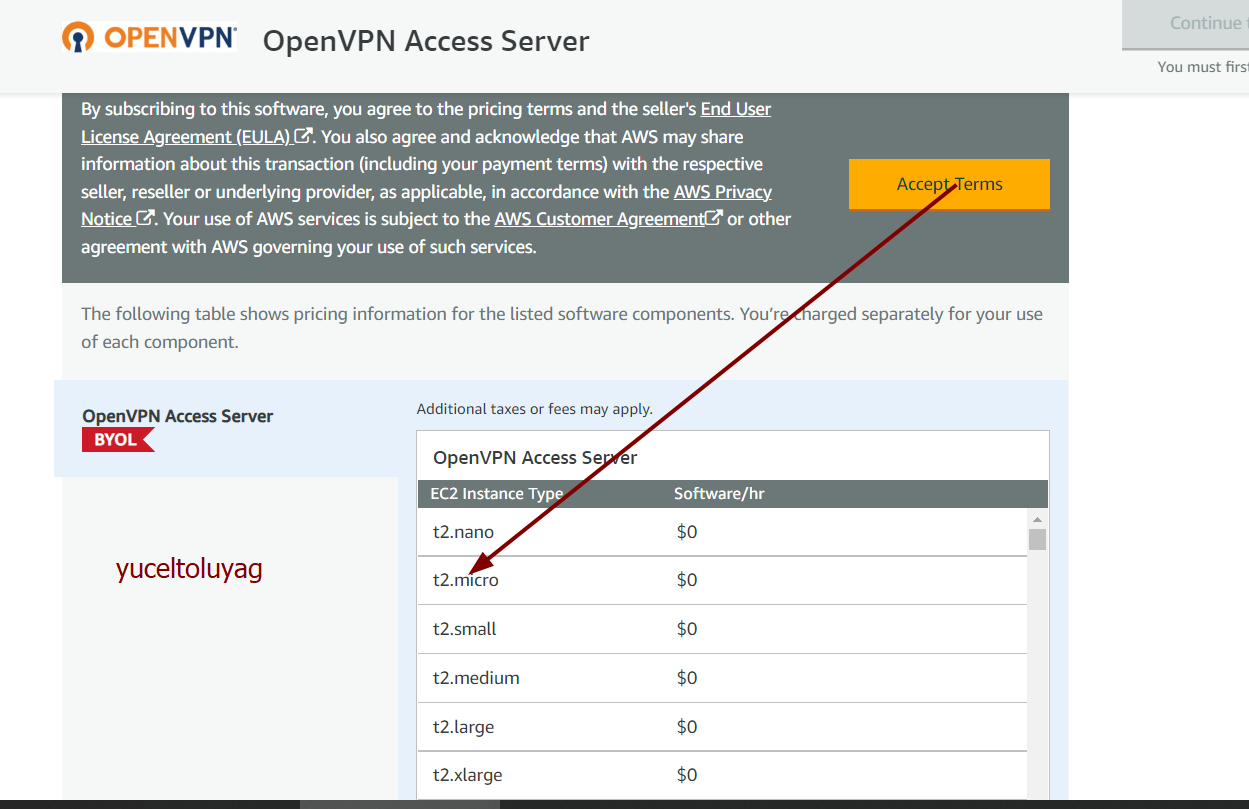 OPENVPN OpenVPN Access Server
Continue t
You must first
By subscribing to this software, you agree to the pricing terms and the seller's End User
License Agreement (EULA). You also agree and acknowledge that AWS may share
information about this transaction (including your payment terms) with the respective
seller, reseller or underlying provider, as applicable, in accordance with the AWS Privacy
Notice. Your use of AWS services is subject to the AWS Customer Agreement or other
agreement with AWS governing your use of such services.
Accept Terms
The following table shows pricing information for the listed software components. You’re charged separately for your use
of each component.
OpenVPN Access Server
BYOL
yuceltoluyag
Additional taxes or fees may apply.
OpenVPN Access Server
EC2 Instance Type Software/hr
t2.nano $0
t2.micro $0
t2.small $0
t2.medium $0
t2.large $0
t2.xlarge $0